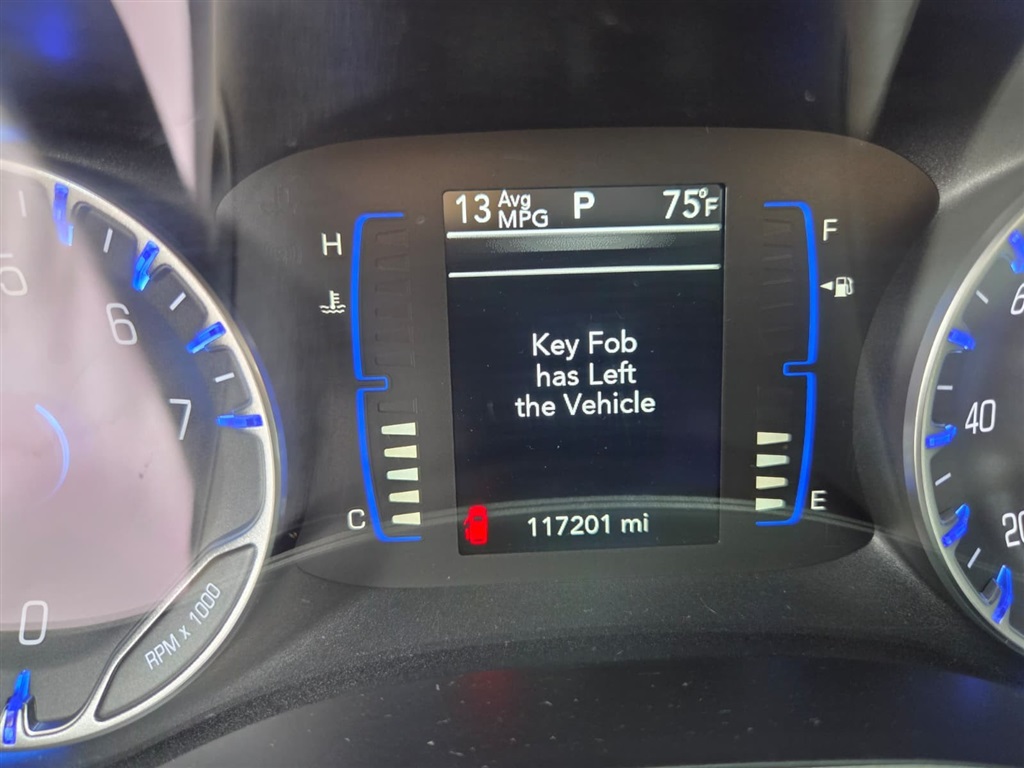 13 Avg MPG P 75°F
H
F
Key Fob
has Left
the Vehicle
C
E
117201 mi
5
6
7
0
RPM x 1000
40
20